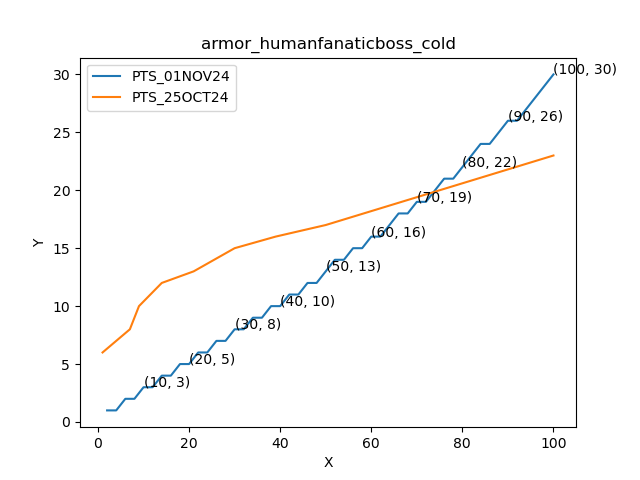 armor_humanfanaticboss_cold
PTS_01NOV24
PTS_25OCT24
Y
30
25
20
15
10
5
0
(100, 30)
(90, 26)
(80, 22)
(70, 19)
(60, 16)
(50, 13)
(40, 10)
(30, 8)
(20, 5)
(10, 3)
0 20 40 60 80 100
X